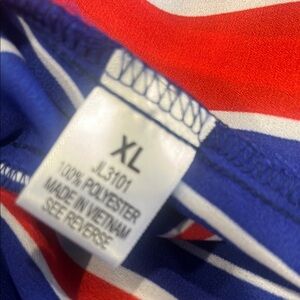 XL
JL3101
100% POLYESTER
MADE IN VIETNAM
SEE REVERSE